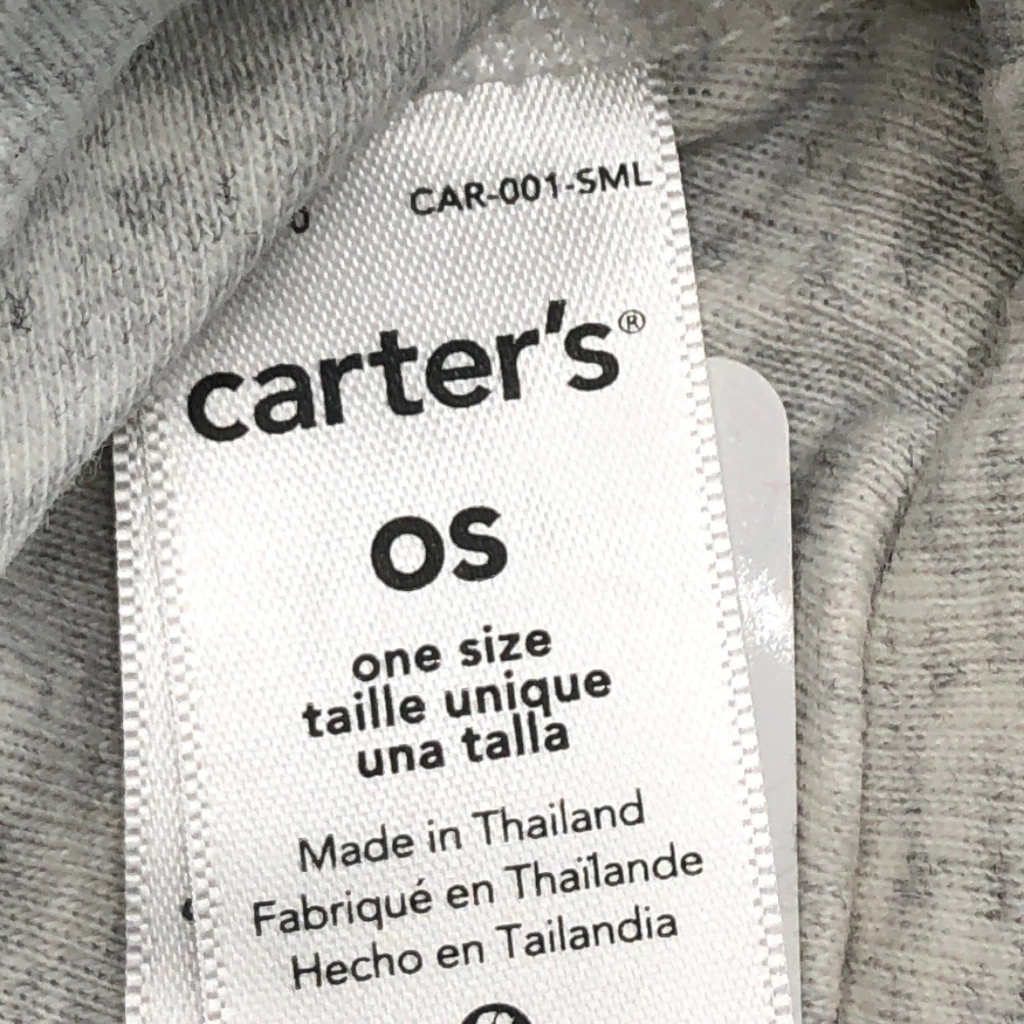 CAR-001-SML
carter's®
OS
one size
taille unique
una talla
Made in Thailand
Fabriqué en Thaïlande
Hecho en Tailandia